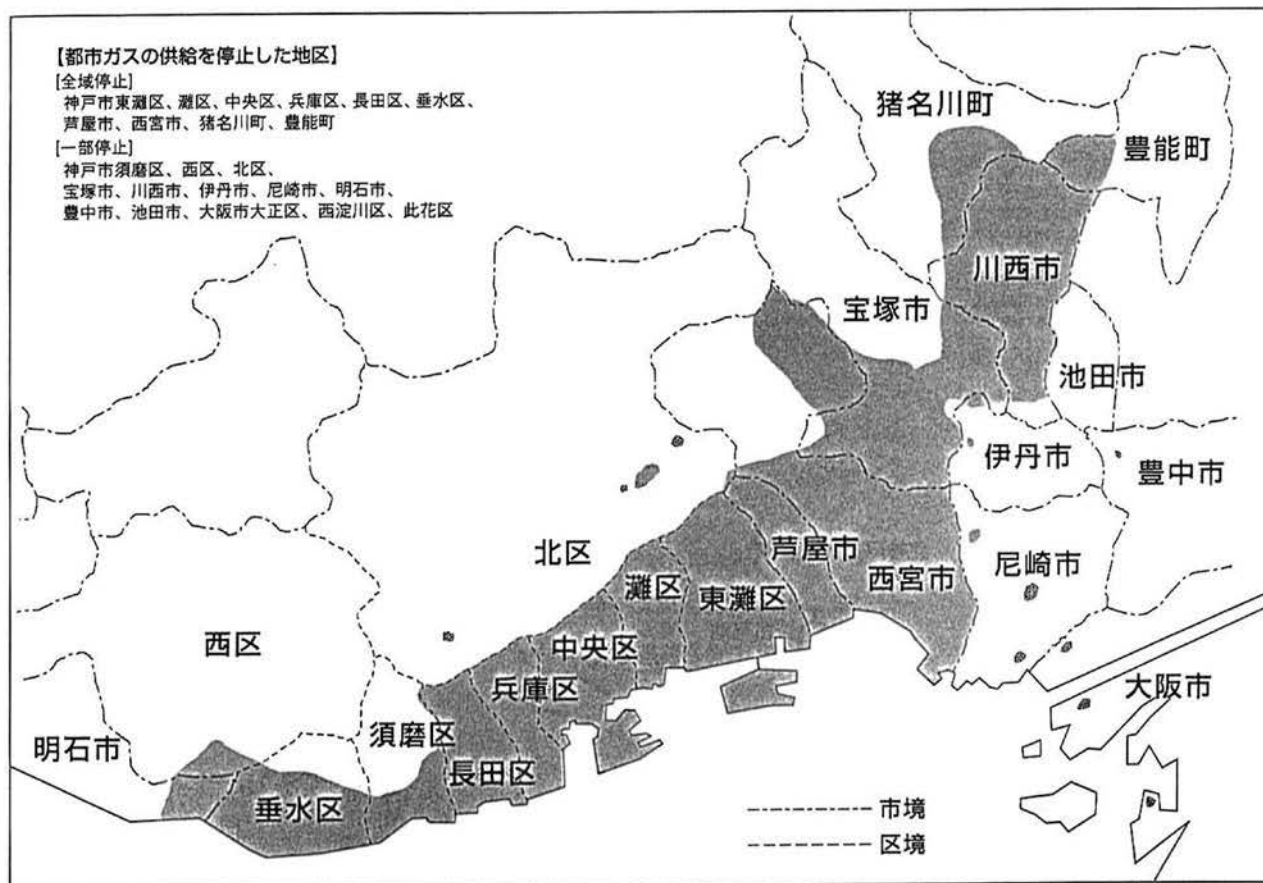 【都市ガスの供給を停止した地区】
[全域停止]
神戸市東灘区、灘区、中央区、兵庫区、長田区、垂水区、
芦屋市、西宮市、猪名川町、豊能町
[一部停止]
神戸市須磨区、西区、北区、
宝塚市、川西市、伊丹市、尼崎市、明石市、
豊中市、池田市、大阪市大正区、西淀川区、此花区
猪名川町
豊能町
川西市
宝塚市
池田市
伊丹市
豊中市
北区
芦屋市
尼崎市
灘区
東灘区
西宮市
西区
中央区
兵庫区
大阪市
須磨区
明石市
長田区
垂水区
市境
区境